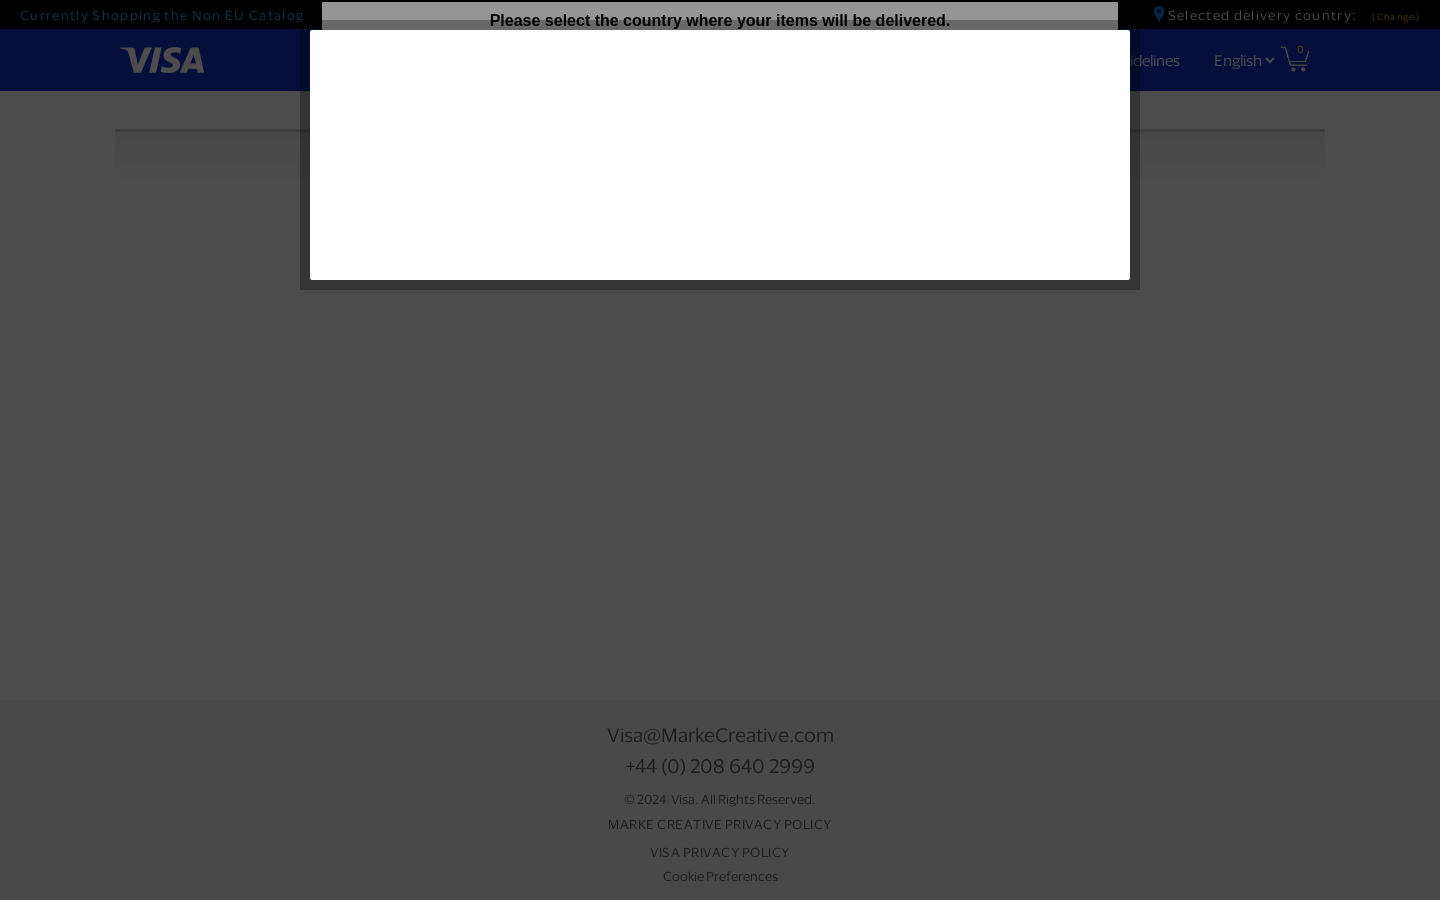 Currently Shopping the Non EU Catalog
Please select the country where your items will be delivered.
Selected delivery country:
[Change]
VISA
idelines
English
0
Visa@MarkeCreative.com
+44 (0) 208 640 2999
© 2024 Visa. All Rights Reserved.
MARKE CREATIVE PRIVACY POLICY
VISA PRIVACY POLICY
Cookie Preferences